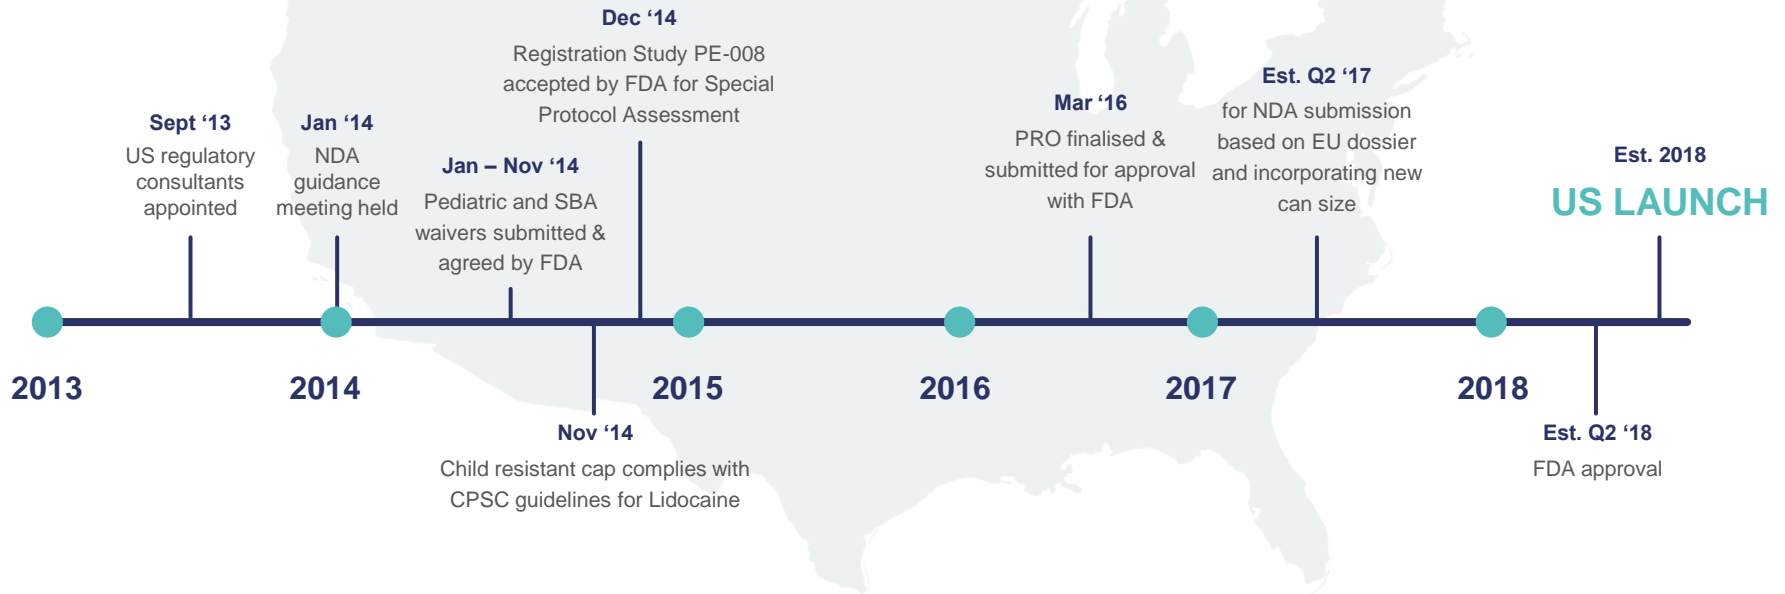 Sept ‘13
US regulatory
consultants
appointed
Jan ‘14
NDA
guidance
meeting held
Jan – Nov ‘14
Pediatric and SBA
waivers submitted &
agreed by FDA
Dec ‘14
Registration Study PE-008
accepted by FDA for Special
Protocol Assessment
Mar ‘16
PRO finalised &
submitted for approval
with FDA
Est. Q2 ‘17
for NDA submission
based on EU dossier
and incorporating new
can size
Est. 2018
US LAUNCH
2013
2014
2015
2016
2017
2018
Nov ‘14
Child resistant cap complies with
CPSC guidelines for Lidocaine
Est. Q2 ‘18
FDA approval